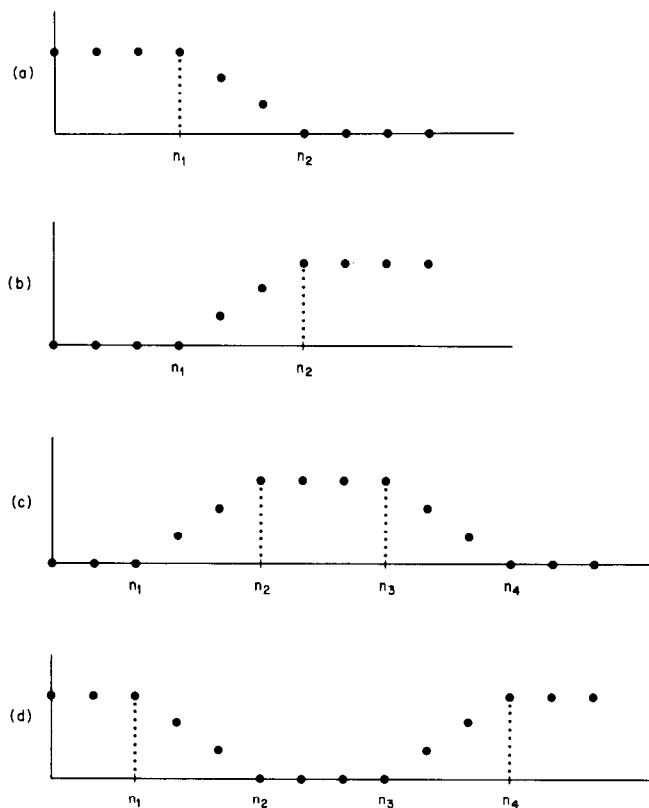 (a)
n₁ n₂
(b)
n₁ n₂
(c)
n₁ n₂ n₃ n₄
(d)
n₁ n₂ n₃ n₄